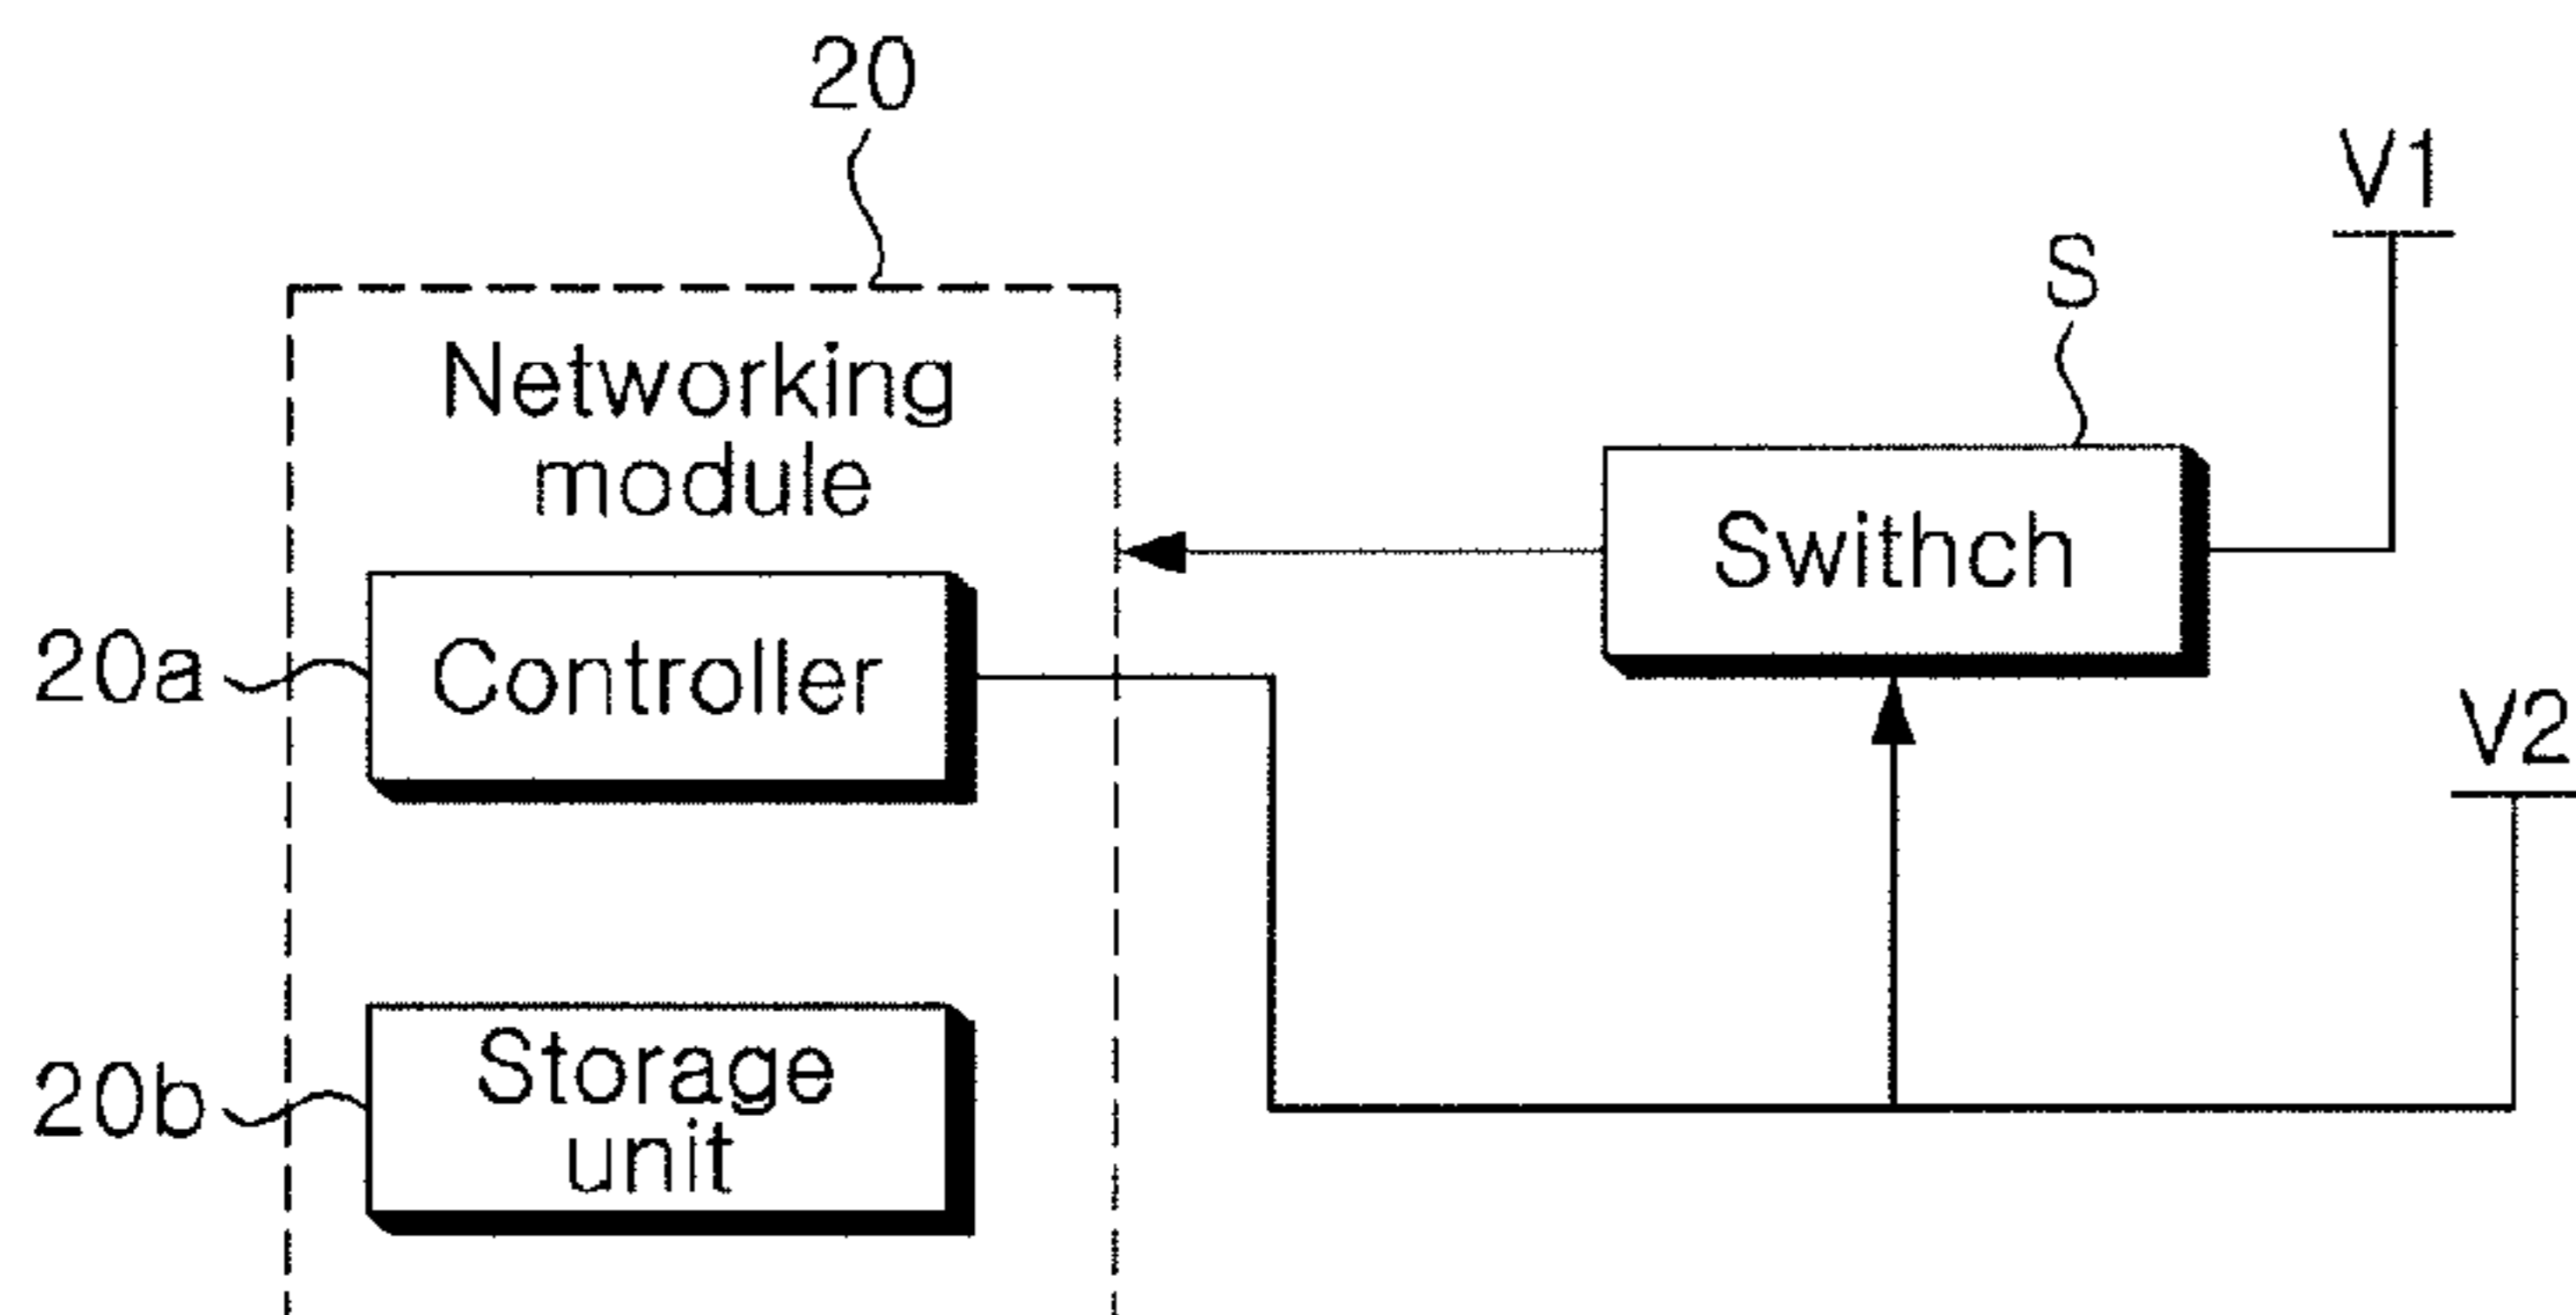 20
V1
S
Networking
module
Swithch
20a
Controller
V2
20b
Storage
unit